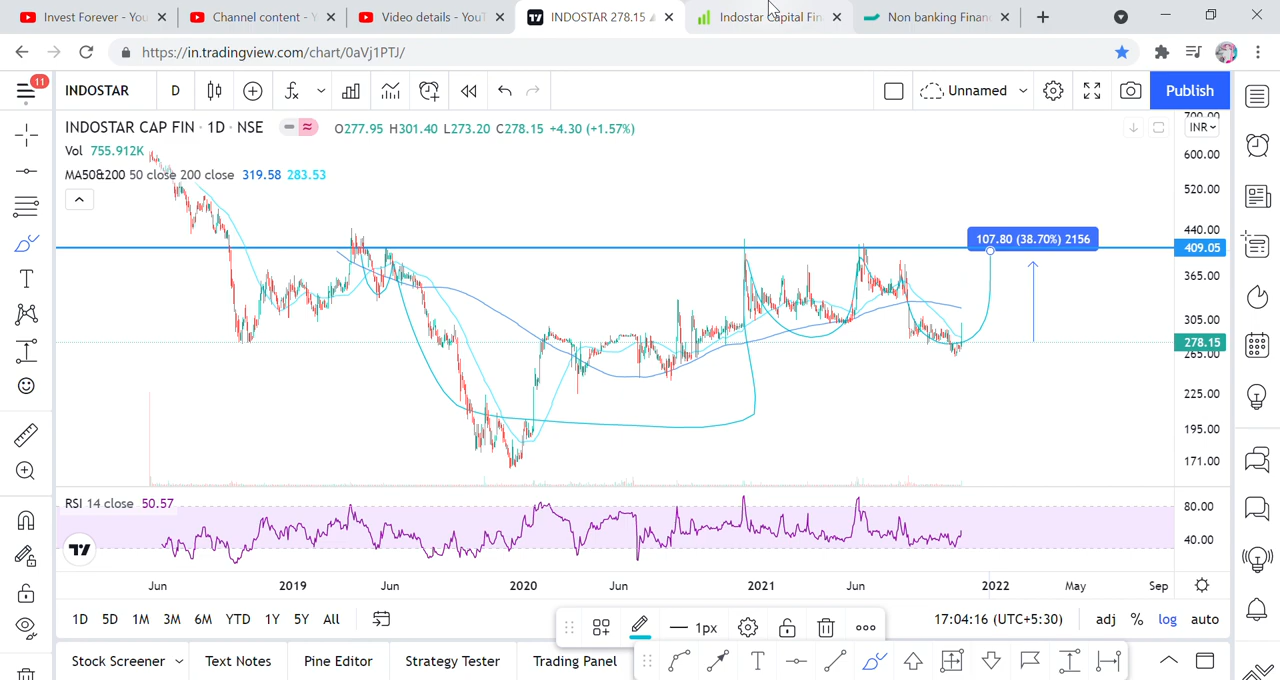 Invest Forever - You
Channel content - Y
Video details - YouT
INDOSTAR 278.15
Indostar Capital Fin
Non banking Financ
https://in.tradingview.com/chart/0aVj1PTJ/
11
INDOSTAR
D
Unnamed
Publish
INDOSTAR CAP FIN · 1D · NSE
O277.95 H301.40 L273.20 C278.15 +4.30 (+1.57%)
Vol 755.912K
MA50&200 50 close 200 close 319.58 283.53
INR
700.00
600.00
520.00
440.00
409.05
365.00
305.00
278.15
265.00
225.00
195.00
171.00
107.80 (38.70%) 2156
RSI 14 close 50.57
80.00
40.00
Jun
2019
Jun
2020
Jun
2021
Jun
2022
May
Sep
1D 5D 1M 3M 6M YTD 1Y 5Y All
1px
17:04:16 (UTC+5:30)
adj % log auto
Stock Screener
Text Notes
Pine Editor
Strategy Tester
Trading Panel